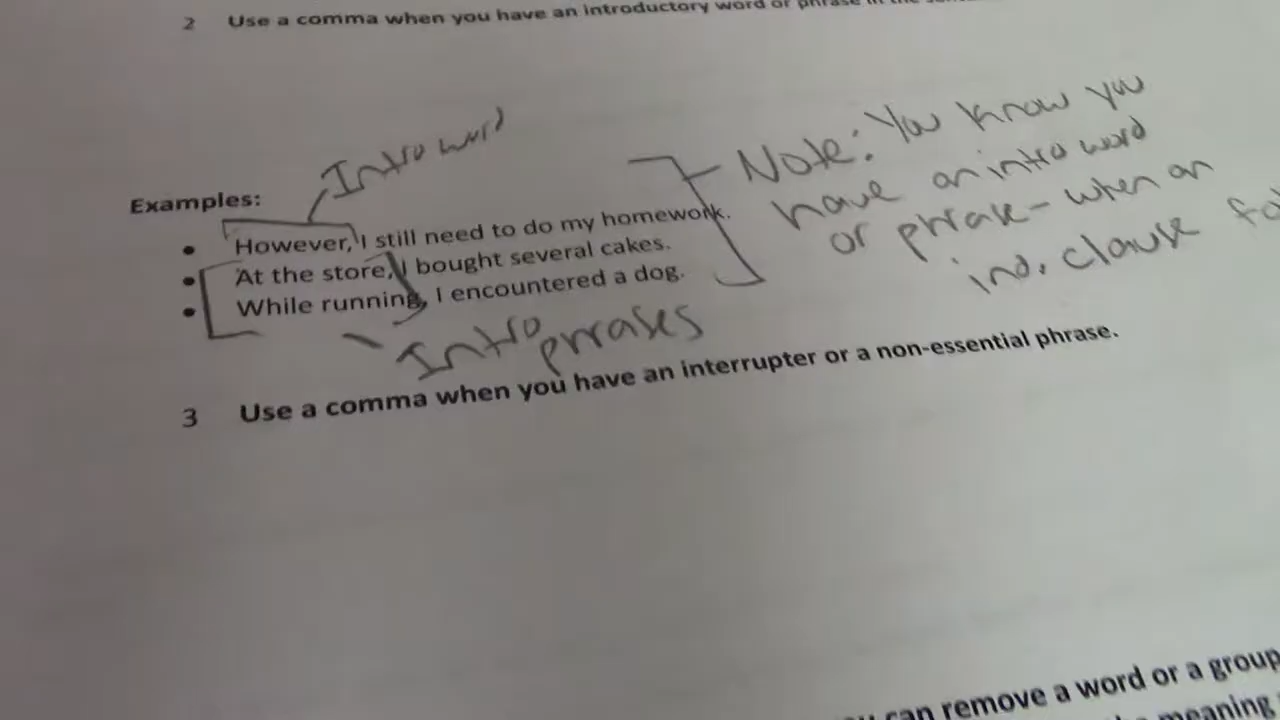 2 Use a comma when you have an introductory word or phrase in the
Intro word
Note: You know you
have an intro word
or phrase - when an
ind. clause
Examples:
• However, I still need to do my homework.
• At the store, I bought several cakes.
• While running, I encountered a dog.
Intro
phrases
3 Use a comma when you have an interrupter or a non-essential phrase.
can remove a word or a group
meaning